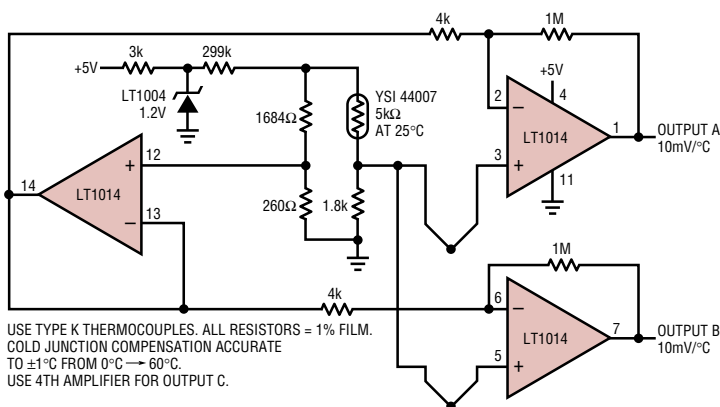 4k
1M
3k
299k
+5V
+5V
LT1004
1.2V
1684Ω
YSI 44007
5kΩ
AT 25°C
2
4
LT1014
1
OUTPUT A
10mV/°C
3
11
12
14
LT1014
13
260Ω
1.8k
1M
4k
6
LT1014
7
OUTPUT B
10mV/°C
5
USE TYPE K THERMOCOUPLES. ALL RESISTORS = 1% FILM.
COLD JUNCTION COMPENSATION ACCURATE
TO ±1°C FROM 0°C → 60°C.
USE 4TH AMPLIFIER FOR OUTPUT C.